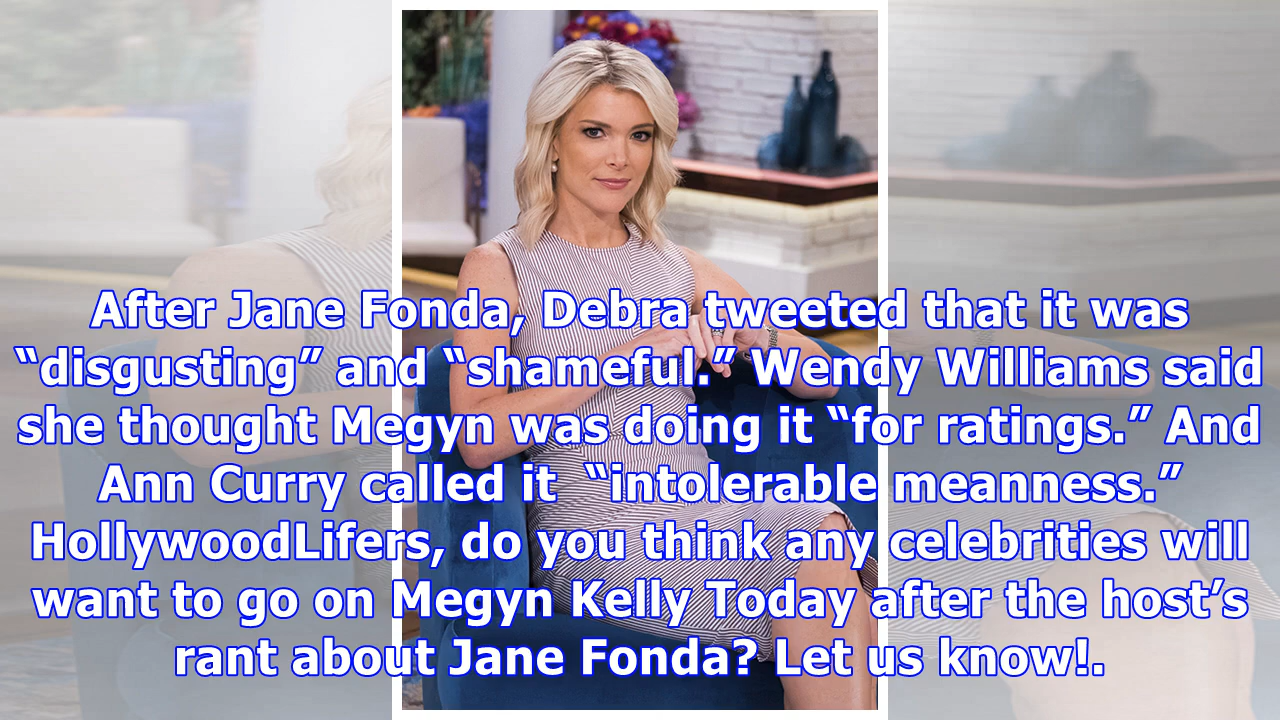 After Jane Fonda, Debra tweeted that it was
“disgusting” and “shameful.”  Wendy Williams said
she thought Megyn was doing it “for ratings.” And
Ann Curry called it  “intolerable meanness.”
HollywoodLifers, do you think any celebrities will
want to go on Megyn Kelly Today after the host’s
rant about Jane Fonda? Let us know!.